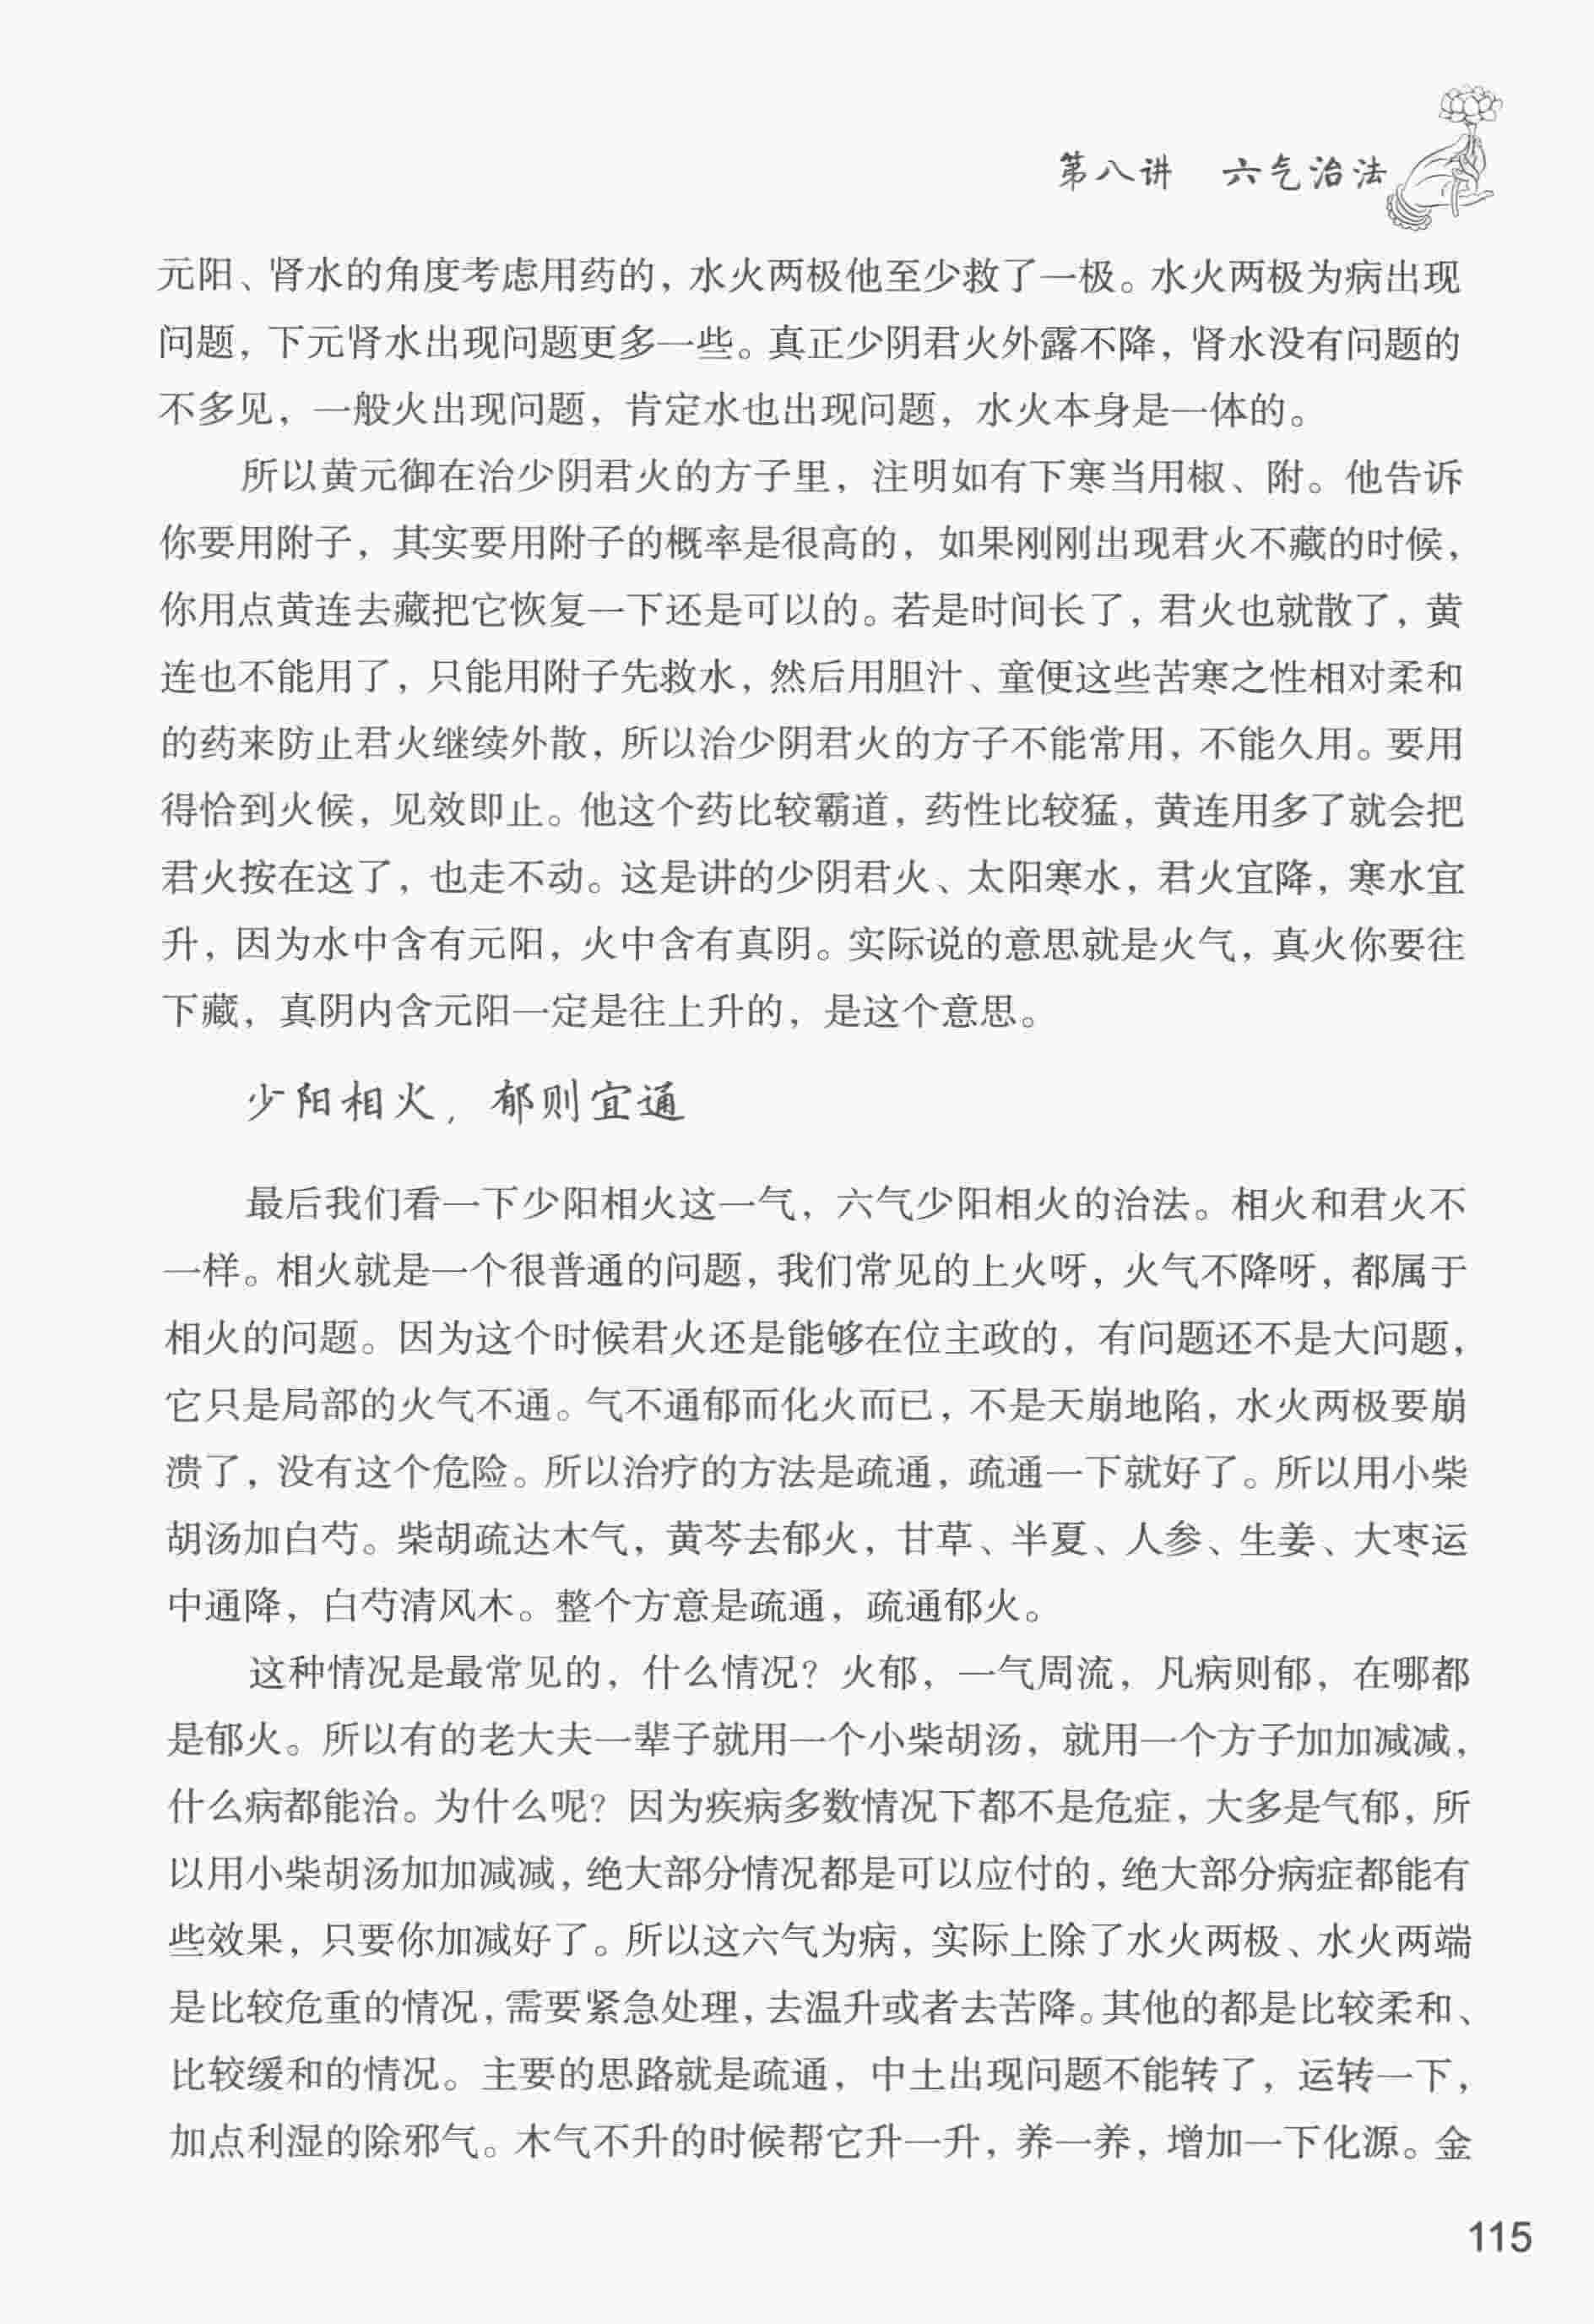 第八讲　六气治法
元阳、肾水的角度考虑用药的，水火两极他至少救了一极。水火两极为病出现
问题，下元肾水出现问题更多一些。真正少阴君火外露不降，肾水没有问题的
不多见，一般火出现问题，肯定水也出现问题，水火本身是一体的。
所以黄元御在治少阴君火的方子里，注明如有下寒当用椒、附。他告诉
你要用附子，其实要用附子的概率是很高的，如果刚刚出现君火不藏的时候，
你用点黄连去藏把它恢复一下还是可以的。若是时间长了，君火也就散了，黄
连也不能用了，只能用附子先救水，然后用胆汁、童便这些苦寒之性相对柔和
的药来防止君火继续外散，所以治少阴君火的方子不能常用，不能久用。要用
得恰到火候，见效即止。他这个药比较霸道，药性比较猛，黄连用多了就会把
君火按在这了，也走不动。这是讲的少阴君火、太阳寒水，君火宜降，寒水宜
升，因为水中含有元阳，火中含有真阴。实际说的意思就是火气，真火你要往
下藏，真阴内含元阳一定是往上升的，是这个意思。
少阳相火，郁则宜通
最后我们看一下少阳相火这一气，六气少阳相火的治法。相火和君火不
一样。相火就是一个很普通的问题，我们常见的上火呀，火气不降呀，都属于
相火的问题。因为这个时候君火还是能够在位主政的，有问题还不是大问题，
它只是局部的火气不通。气不通郁而化火而已，不是天崩地陷，水火两极要崩
溃了，没有这个危险。所以治疗的方法是疏通，疏通一下就好了。所以用小柴
胡汤加白芍。柴胡疏达木气，黄芩去郁火，甘草、半夏、人参、生姜、大枣运
中通降，白芍清风木。整个方意是疏通，疏通郁火。
这种情况是最常见的，什么情况？火郁，一气周流，凡病则郁，在哪都
是郁火。所以有的老大夫一辈子就用一个小柴胡汤，就用一个方子加加减减，
什么病都能治。为什么呢？因为疾病多数情况下都不是危症，大多是气郁，所
以用小柴胡汤加加减减，绝大部分情况都是可以应付的，绝大部分病症都能有
些效果，只要你加减好了。所以这六气为病，实际上除了水火两极、水火两端
是比较危重的情况，需要紧急处理，去温升或者去苦降。其他的都是比较柔和、
比较缓和的情况。主要的思路就是疏通，中土出现问题不能转了，运转一下，
加点利湿的除邪气。木气不升的时候帮它升一升，养一养，增加一下化源。金
115